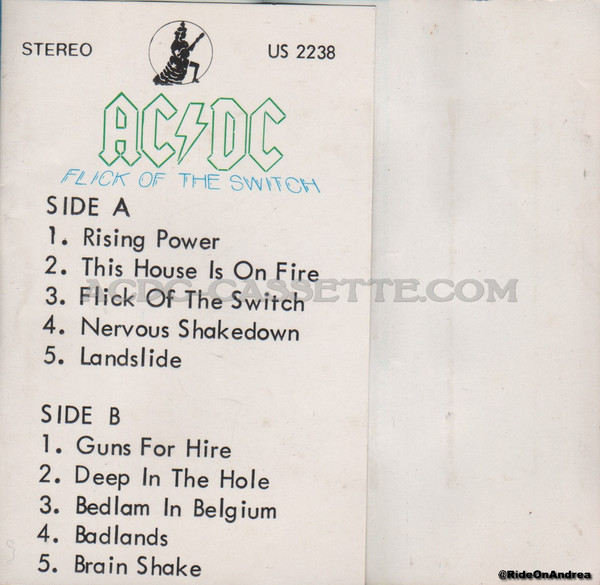 STEREO
US 2238
AC/DC
FLICK OF THE SWITCH
SIDE A
1. Rising Power
2. This House Is On Fire
3. Flick Of The Switch
ACDC-CASSETTE.COM
4. Nervous Shakedown
5. Landslide
SIDE B
1. Guns For Hire
2. Deep In The Hole
3. Bedlam In Belgium
4. Badlands
5. Brain Shake
@RideOnAndrea